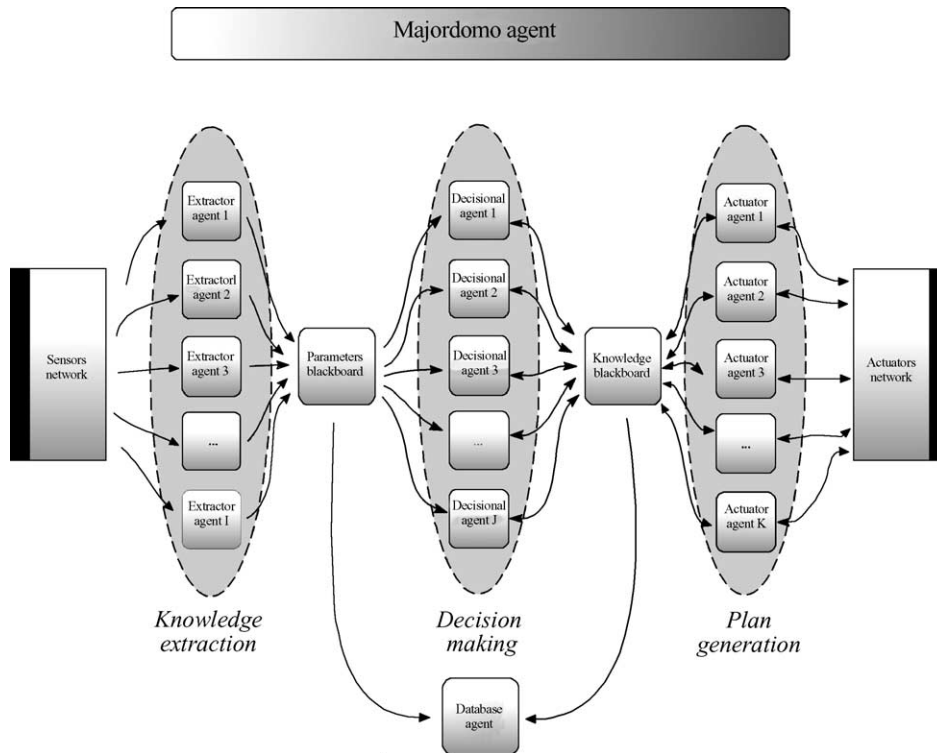 Majordomo agent
Sensors
network
Extractor
agent 1
Extractorl
agent 2
Extractor
agent 3
...
Extractor
agent I
Knowledge
extraction
Parameters
blackboard
Decisional
agent 1
Decisional
agent 2
Decisional
agent 3
...
Decisional
agent J
Decision
making
Knowledge
blackboard
Actuator
agent 1
Actuator
agent 2
Actuator
agent 3
...
Actuator
agent K
Plan
generation
Actuators
network
Database
agent